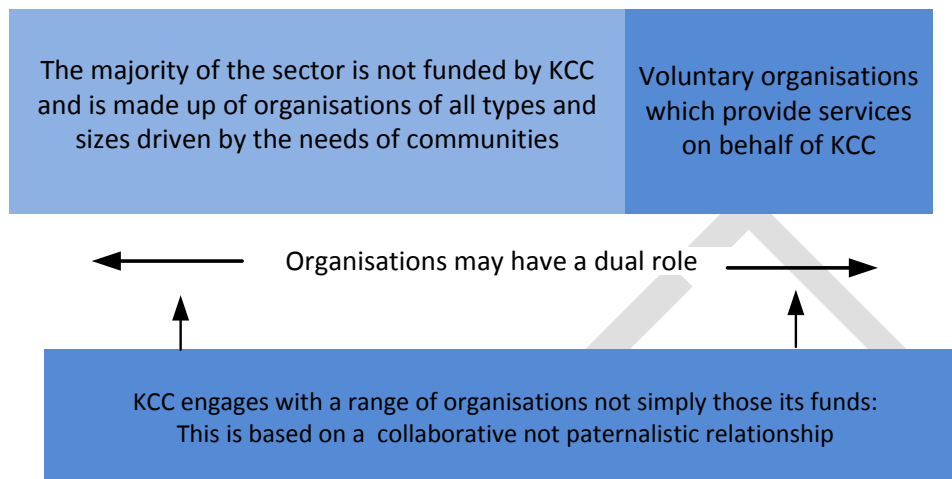 The majority of the sector is not funded by KCC
and is made up of organisations of all types and
sizes driven by the needs of communities
Voluntary organisations
which provide services
on behalf of KCC
Organisations may have a dual role
KCC engages with a range of organisations not simply those its funds:
This is based on a  collaborative not paternalistic relationship